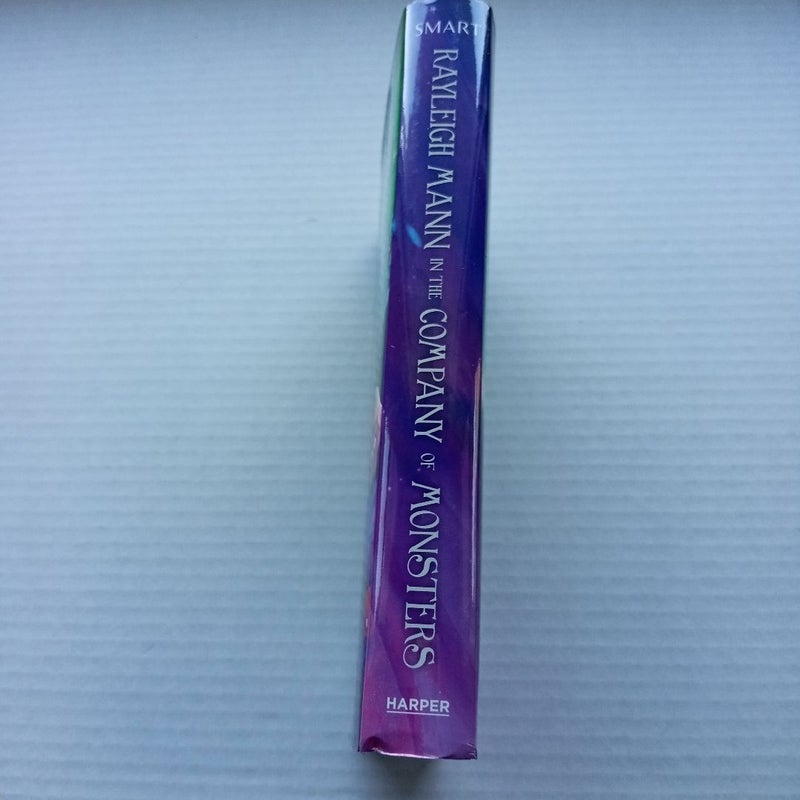 SMART
RAYLEIGH MANN IN THE COMPANY OF MONSTERS
HARPER